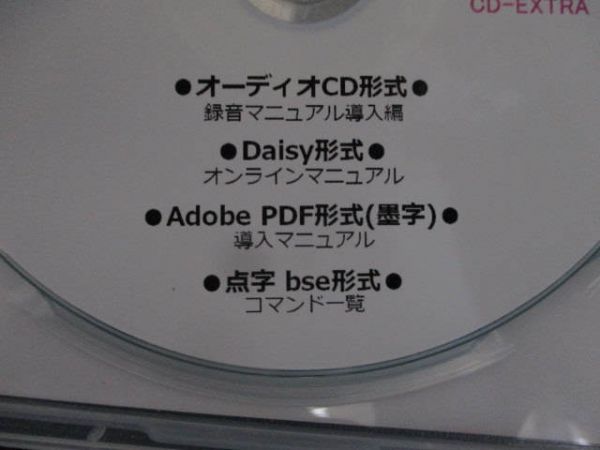 CD-EXTRA
●オーディオCD形式●
録音マニュアル導入編
●Daisy形式●
オンラインマニュアル
●Adobe PDF形式(墨字)●
導入マニュアル
●点字 bse形式●
コマンド一覧